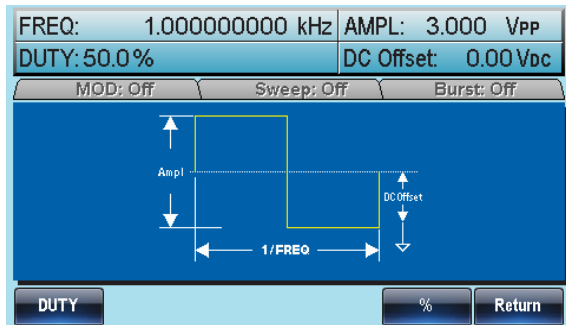 FREQ: 1.000000000 kHz AMPL: 3.000 VPP
DUTY: 50.0% DC Offset: 0.00 VDC
MOD: Off Sweep: Off Burst: Off
Ampl
DC Offset
1/FREQ
DUTY % Return